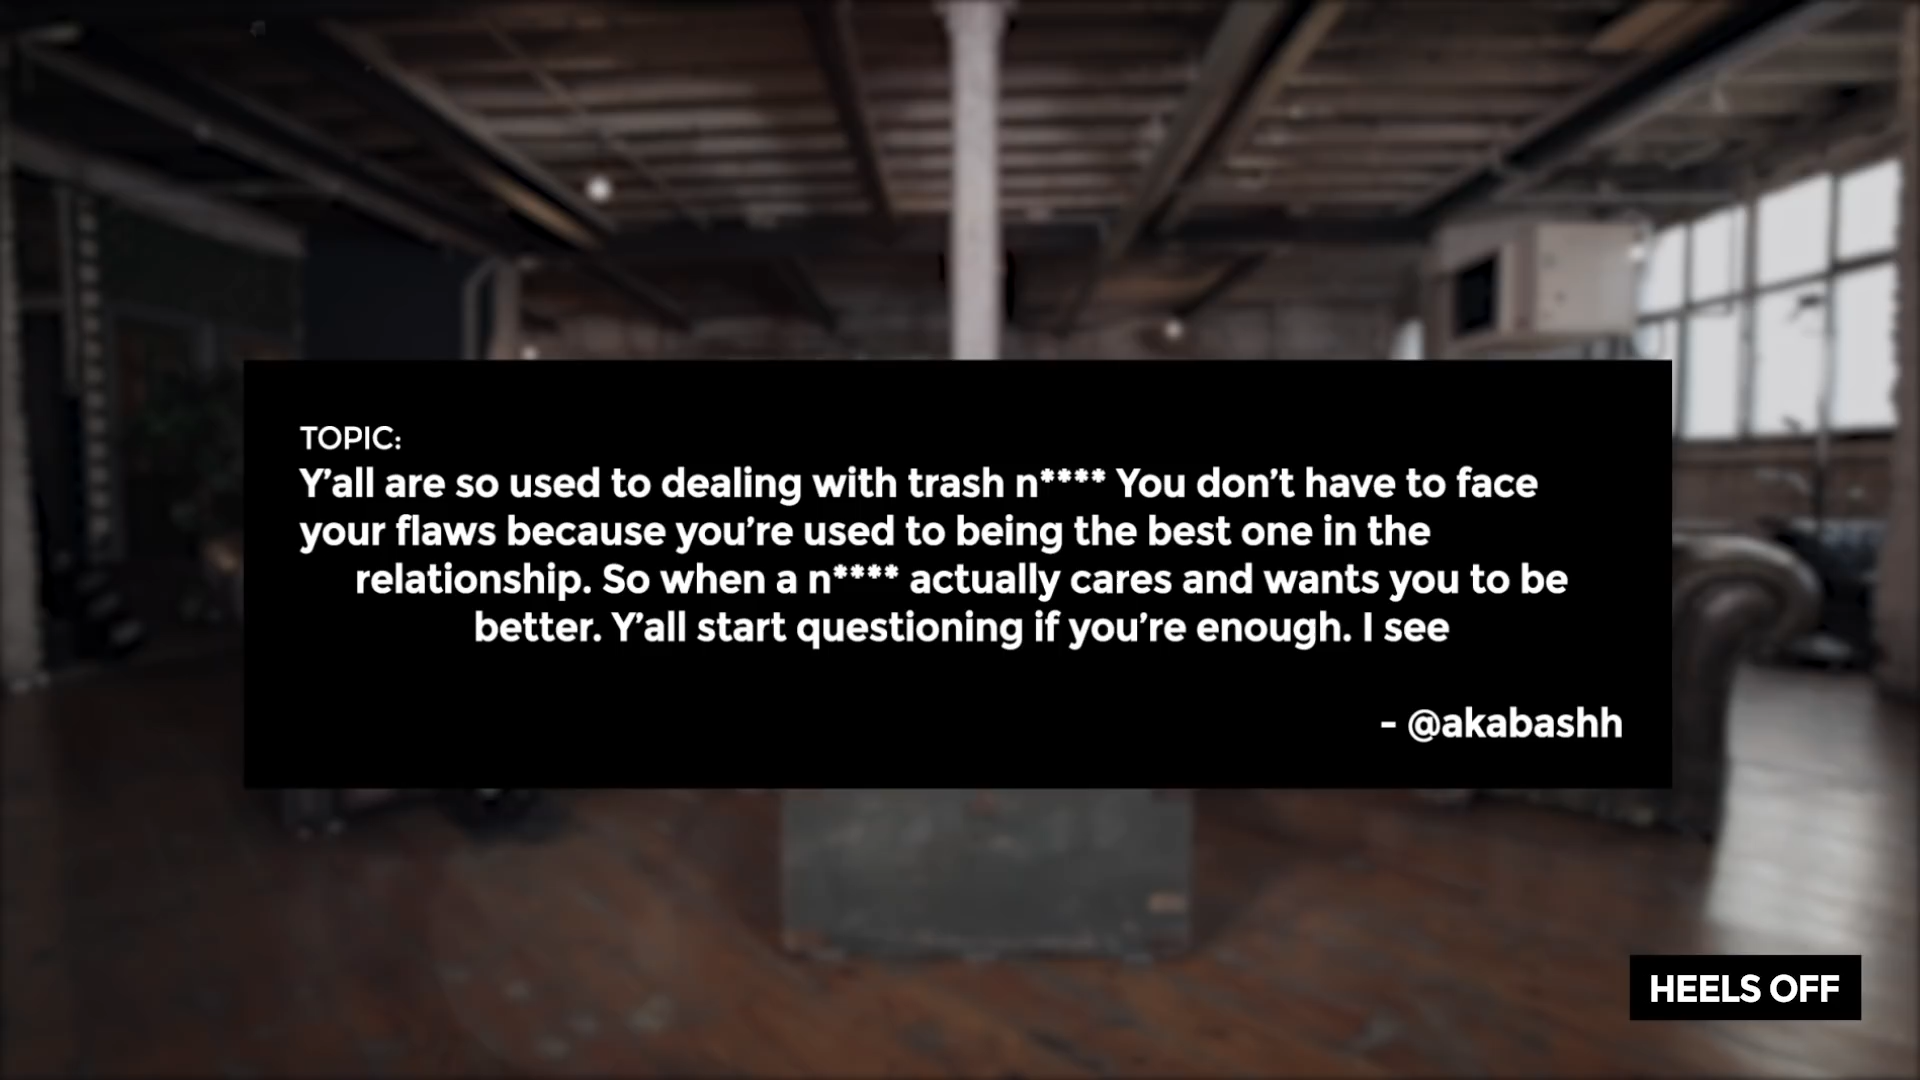 TOPIC:
Y'all are so used to dealing with trash n**** You don't have to face
your flaws because you're used to being the best one in the
relationship. So when a n**** actually cares and wants you to be
better. Y'all start questioning if you're enough. I see
- @akabashh
HEELS OFF